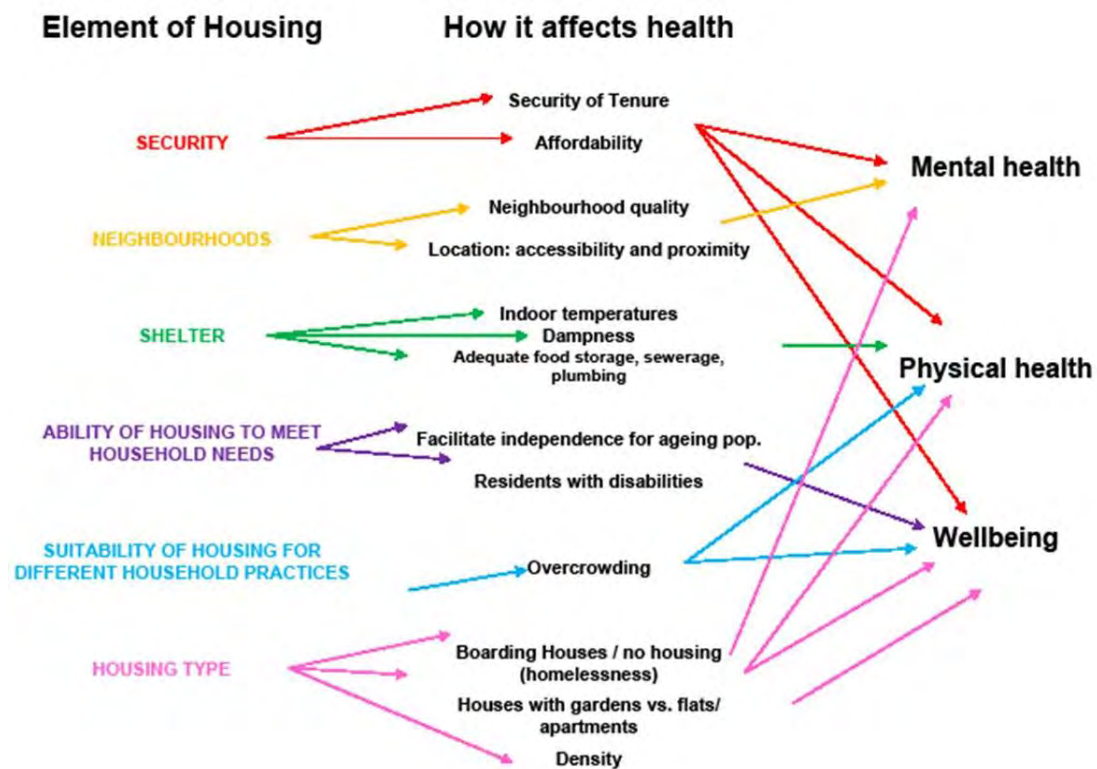 Element of Housing
How it affects health
SECURITY
Security of Tenure
Affordability
Mental health
NEIGHBOURHOODS
Neighbourhood quality
Location: accessibility and proximity
SHELTER
Indoor temperatures
Dampness
Adequate food storage, sewerage,
plumbing
Physical health
ABILITY OF HOUSING TO MEET
HOUSEHOLD NEEDS
Facilitate independence for ageing pop.
Residents with disabilities
Wellbeing
SUITABILITY OF HOUSING FOR
DIFFERENT HOUSEHOLD PRACTICES
Overcrowding
HOUSING TYPE
Boarding Houses / no housing
(homelessness)
Houses with gardens vs. flats/
apartments
Density